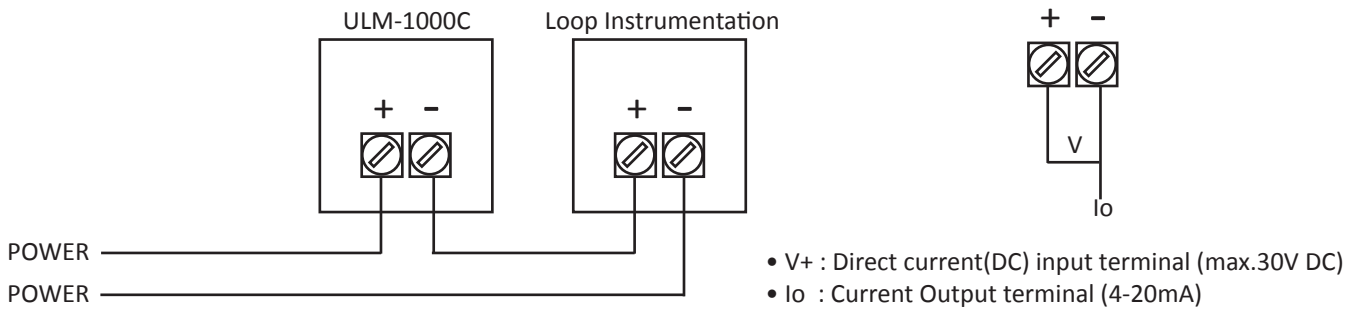 ULM-1000C
Loop Instrumentation
+ -
+ -
POWER
POWER
+ -
V
Io
• V+ : Direct current(DC) input terminal (max.30V DC)
• Io : Current Output terminal (4-20mA)